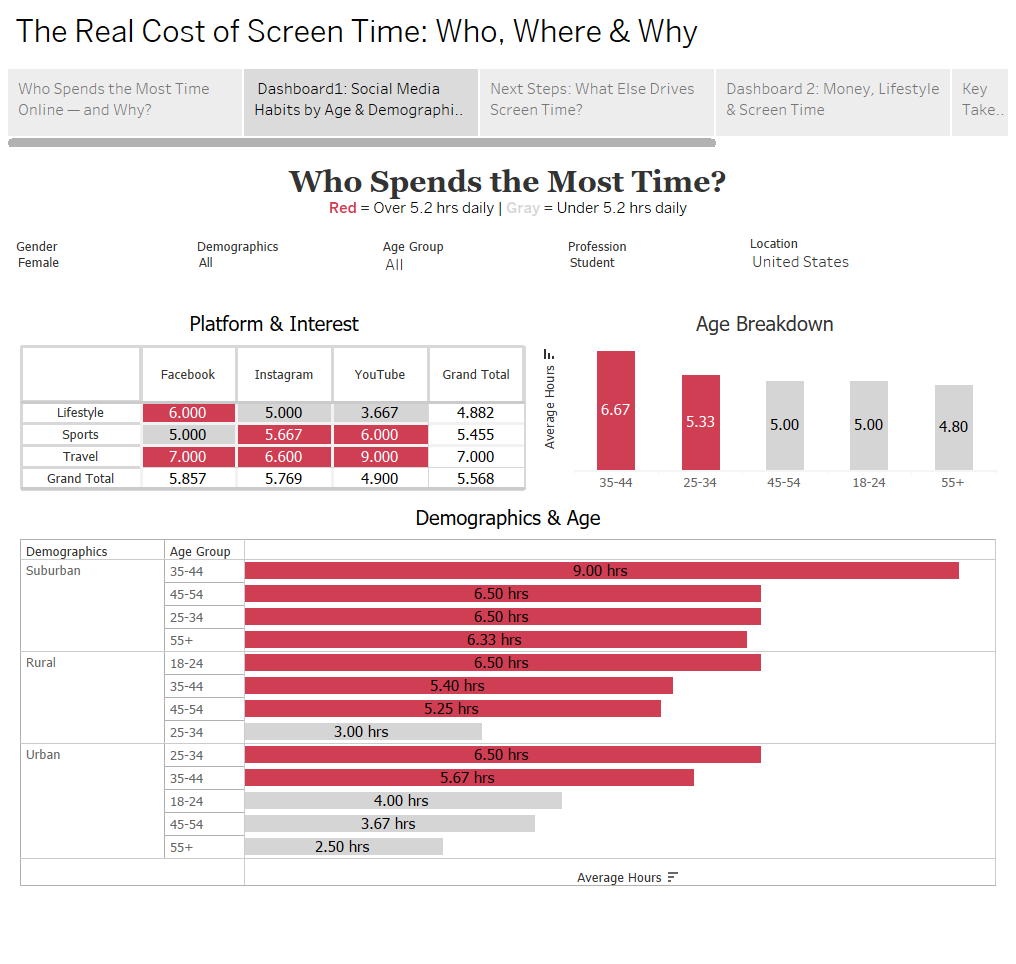 The Real Cost of Screen Time: Who, Where & Why
Who Spends the Most Time
Online — and Why?
Dashboard1: Social Media
Habits by Age & Demographi..
Next Steps: What Else Drives
Screen Time?
Dashboard 2: Money, Lifestyle
& Screen Time
Key
Take..
Who Spends the Most Time?
Red = Over 5.2 hrs daily | Gray = Under 5.2 hrs daily
Gender
Female
Demographics
All
Age Group
All
Profession
Student
Location
United States
Platform & Interest
Facebook Instagram YouTube Grand Total
Lifestyle 6.000 5.000 3.667 4.882
Sports 5.000 5.667 6.000 5.455
Travel 7.000 6.600 9.000 7.000
Grand Total 5.857 5.769 4.900 5.568
Age Breakdown
Average Hours
6.67 5.33 5.00 5.00 4.80
35-44 25-34 45-54 18-24 55+
Demographics & Age
Demographics Age Group
Suburban 35-44 9.00 hrs
45-54 6.50 hrs
25-34 6.50 hrs
55+ 6.33 hrs
Rural 18-24 6.50 hrs
35-44 5.40 hrs
45-54 5.25 hrs
25-34 3.00 hrs
Urban 25-34 6.50 hrs
35-44 5.67 hrs
18-24 4.00 hrs
45-54 3.67 hrs
55+ 2.50 hrs
Average Hours